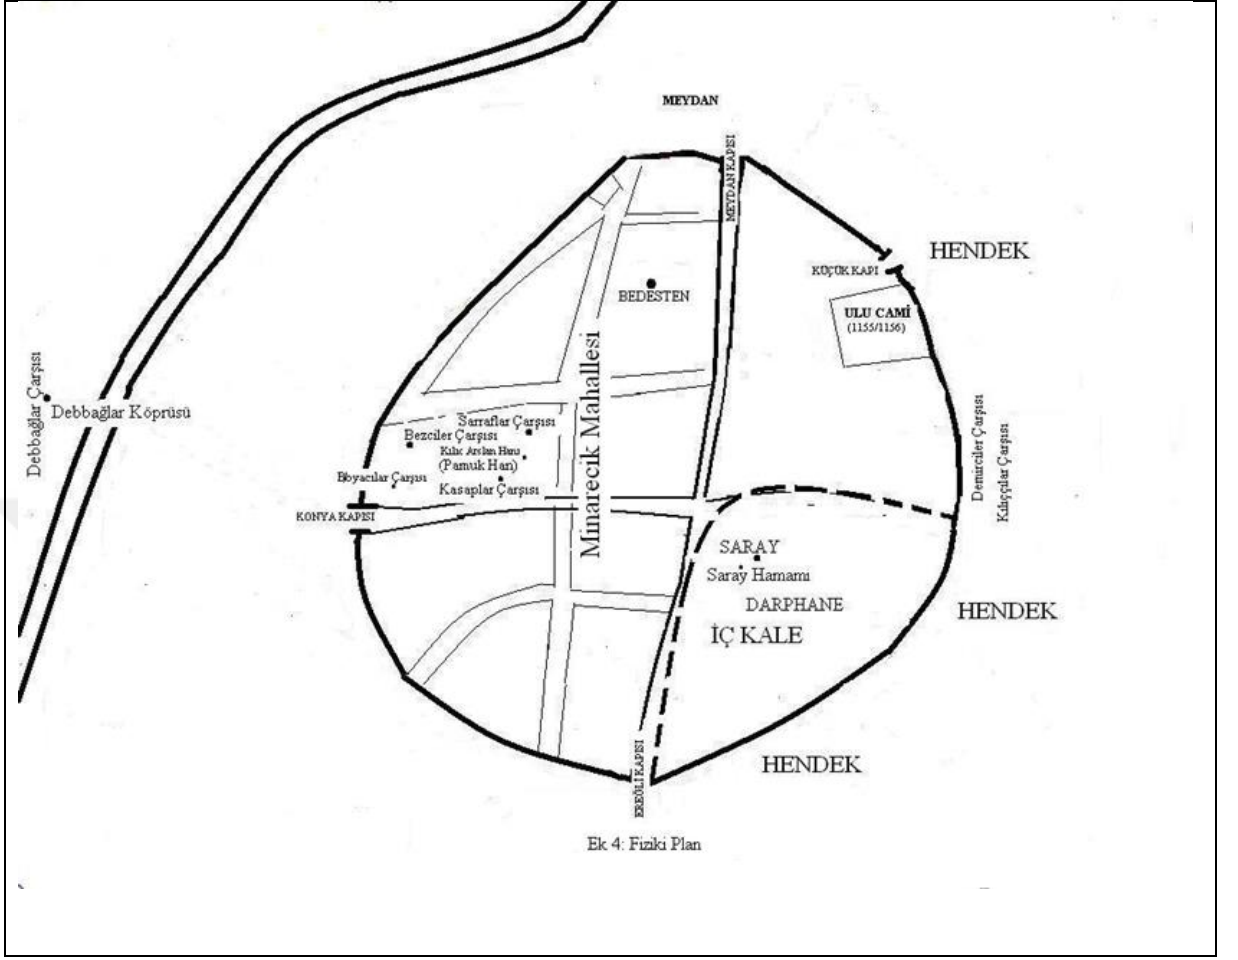 MEYDAN
MEYDAN KAPISI
HENDEK
KÜÇÜK KAPI
BEDESTEN
ULU CAMİ
(1155/1156)
Minarecik Mahallesi
Debbağlar Çarşısı
Debbağlar Köprüsü
Sarraflar Çarşısı
Bezciler Çarşısı
Kılıc Arslan Hanı
(Pamuk Han)
Boyacılar Çarşısı
Kasaplar Çarşısı
Demirciler Çarşısı
Kılıççılar Çarşısı
KONYA KAPISI
SARAY
Saray Hamamı
DARPHANE
İÇ KALE
HENDEK
HENDEK
EREĞLİ KAPISI
Ek 4: Fiziki Plan